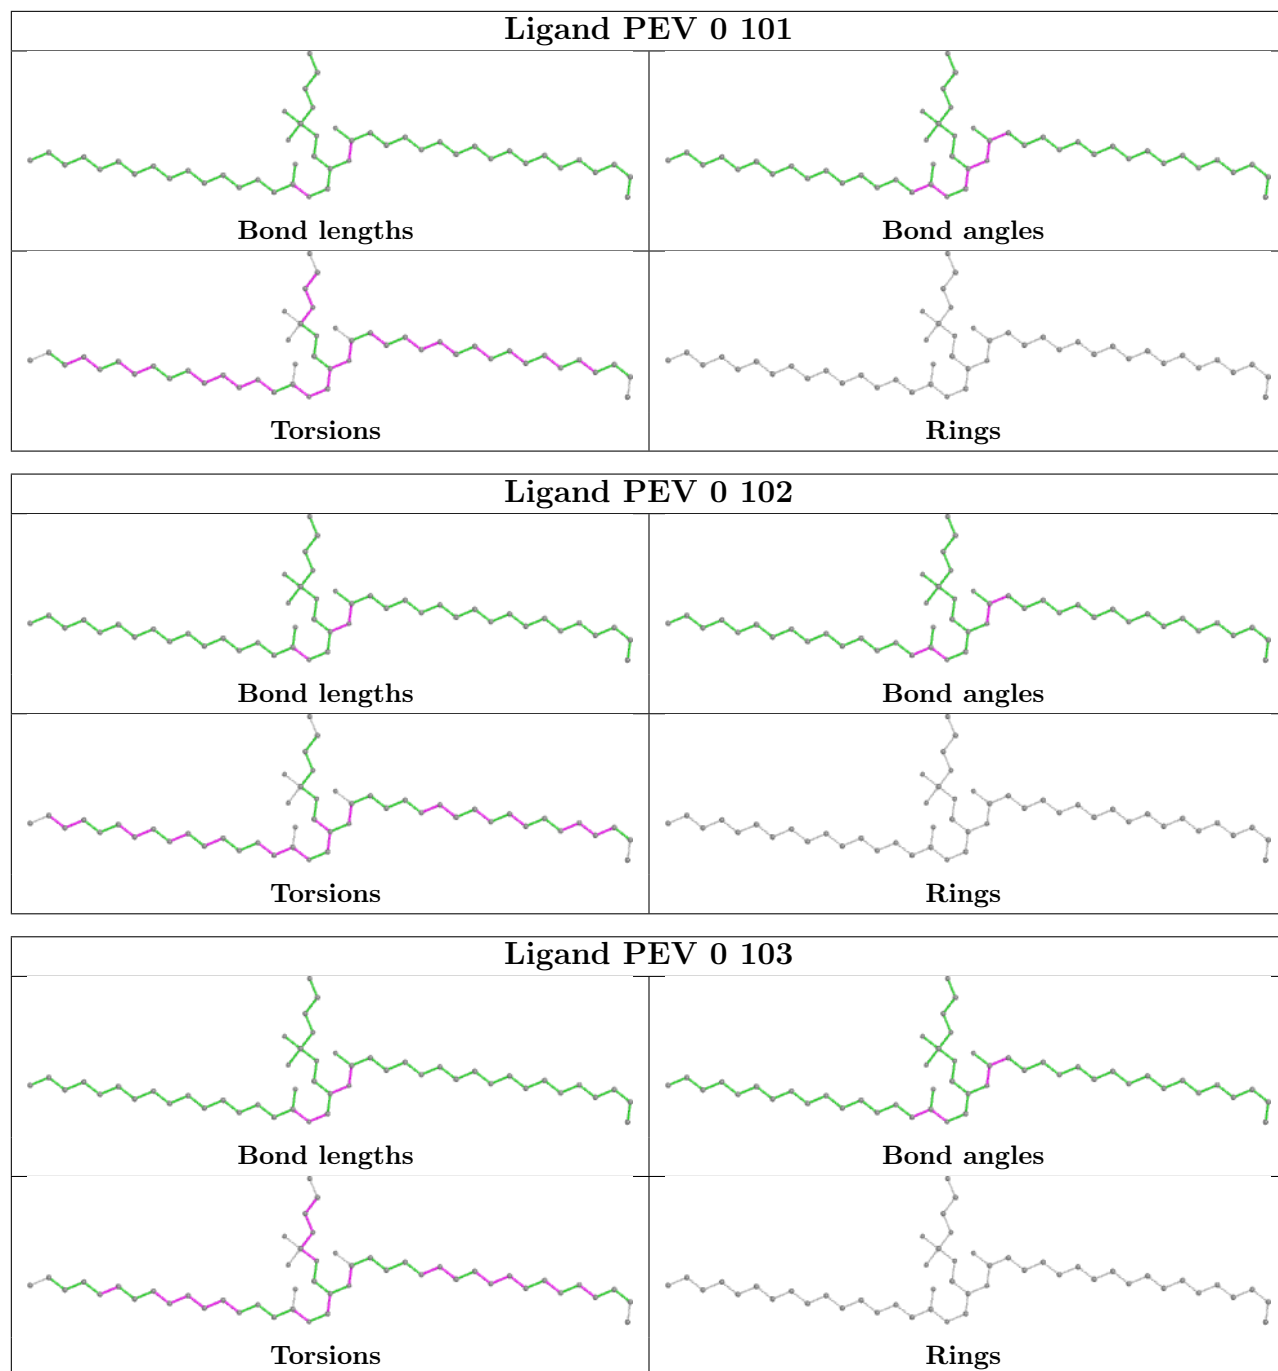 Ligand PEV 0 101
Bond lengths
Bond angles
Torsions
Rings
Ligand PEV 0 102
Bond lengths
Bond angles
Torsions
Rings
Ligand PEV 0 103
Bond lengths
Bond angles
Torsions
Rings